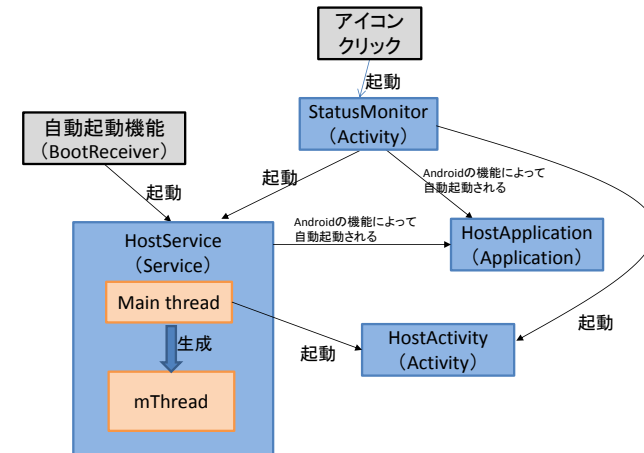 アイコン
クリック
起動
StatusMonitor
（Activity）
自動起動機能
（BootReceiver）
起動
起動
Androidの機能によって
自動起動される
Androidの機能によって
自動起動される
HostService
（Service）
HostApplication
（Application）
Main thread
生成
起動
HostActivity
（Activity）
起動
mThread